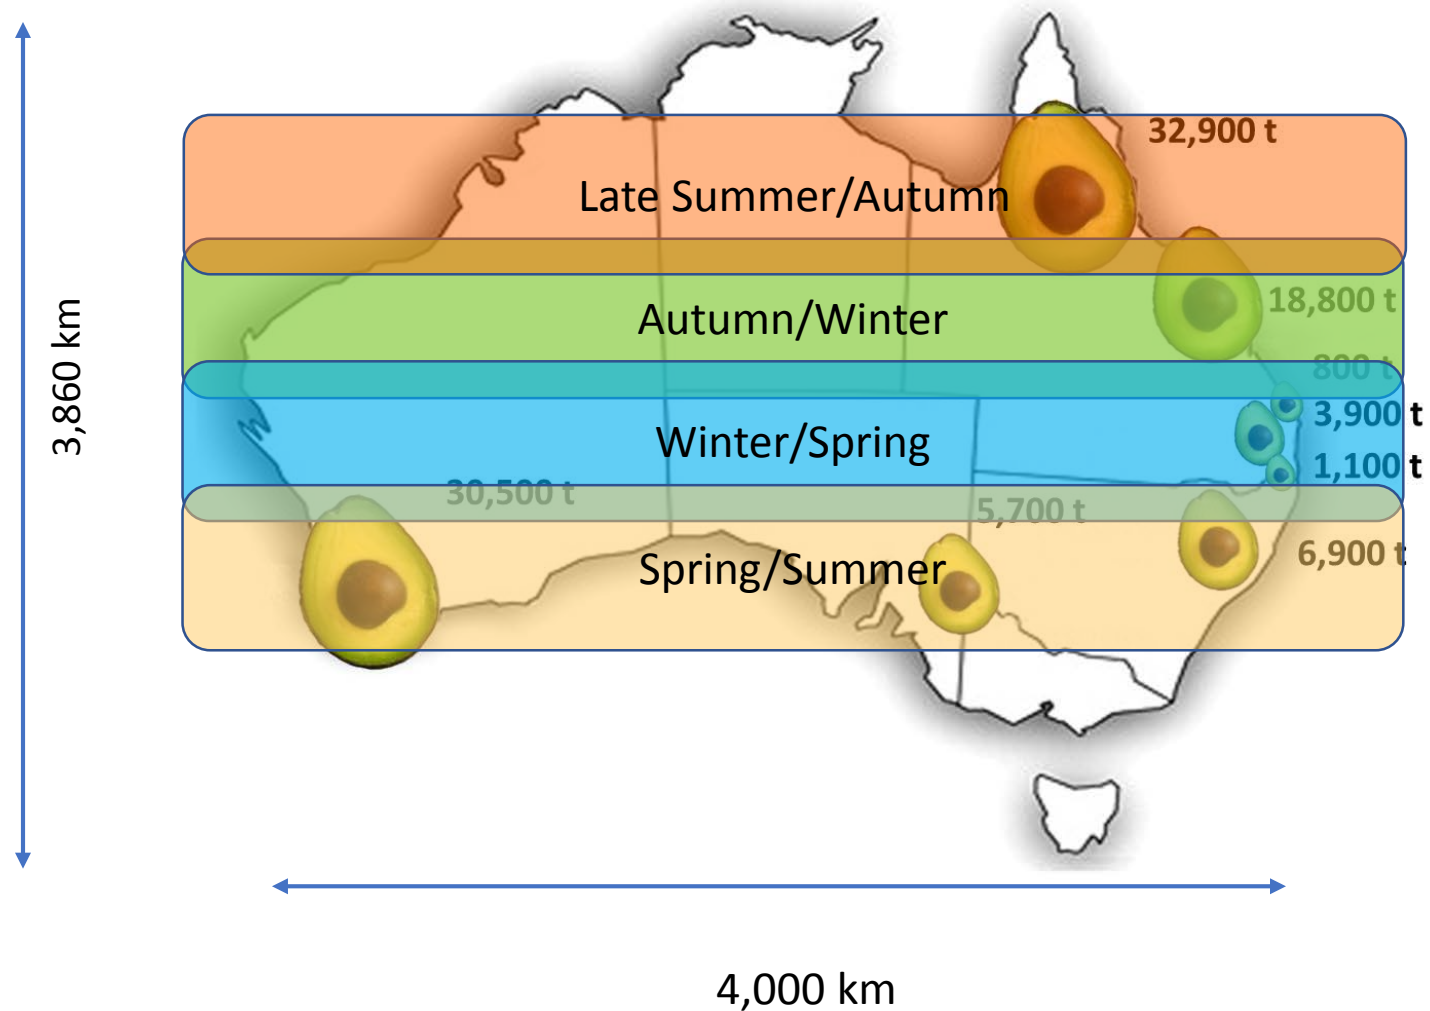 32,900 t
Late Summer/Autumn
18,800 t
Autumn/Winter
800 t
3,860 km
3,900 t
Winter/Spring
1,100 t
30,500 t
5,700 t
6,900 t
Spring/Summer
4,000 km